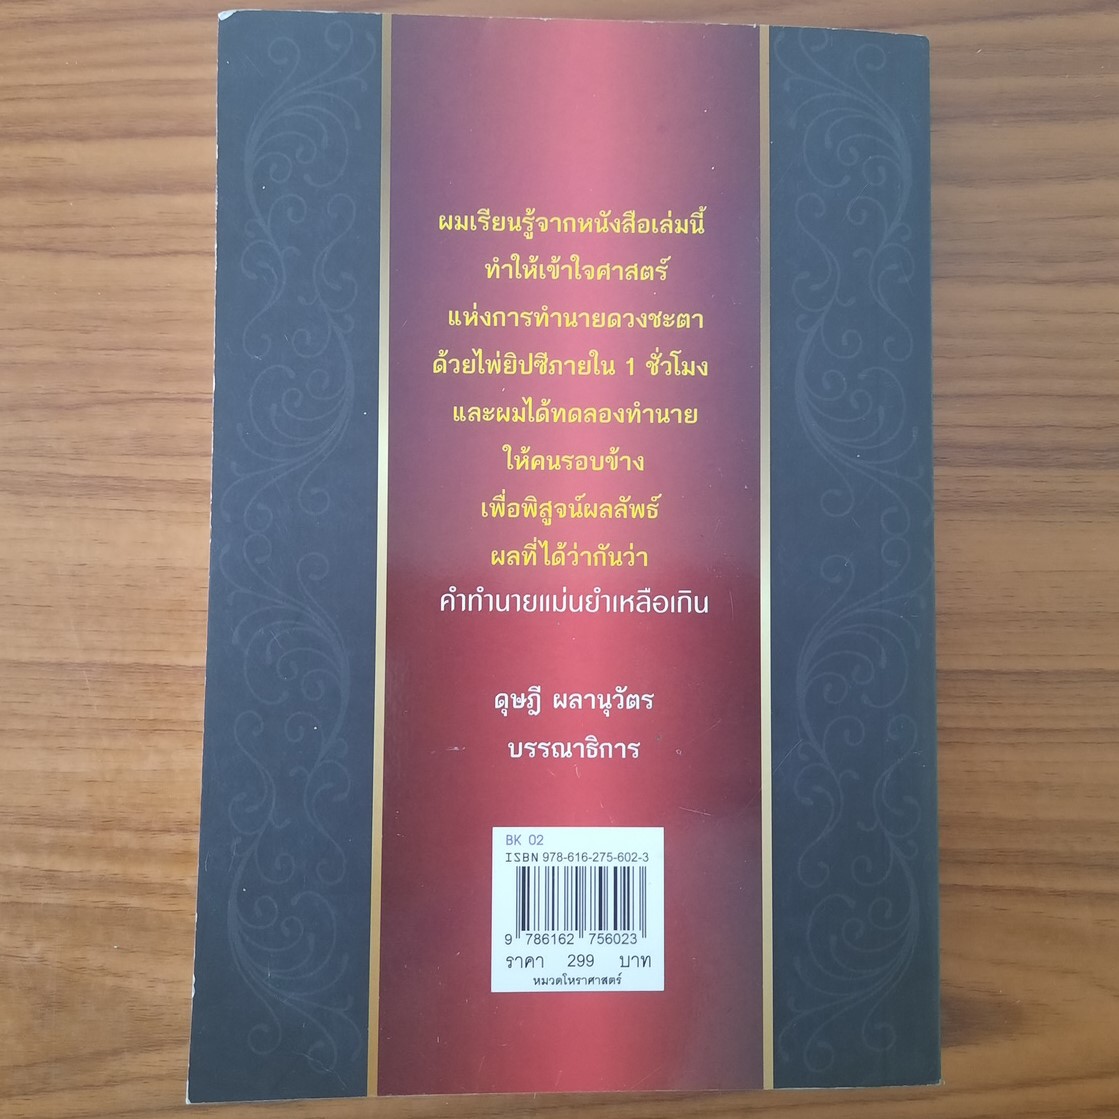 ผมเรียนรู้จากหนังสือเล่มนี้
ทำให้เข้าใจศาสตร์
แห่งการทำนายดวงชะตา
ด้วยไพ่ยิปซีภายใน 1 ชั่วโมง
และผมได้ทดลองทำนาย
ให้คนรอบข้าง
เพื่อพิสูจน์ผลลัพธ์
ผลที่ได้ว่ากันว่า
คำทำนายแม่นยำเหลือเกิน
ดุษฎี ผลานุวัตร
บรรณาธิการ
BK 02
ISBN 978-616-275-602-3
9 786162 756023
ราคา 299 บาท
หมวดโหราศาสตร์